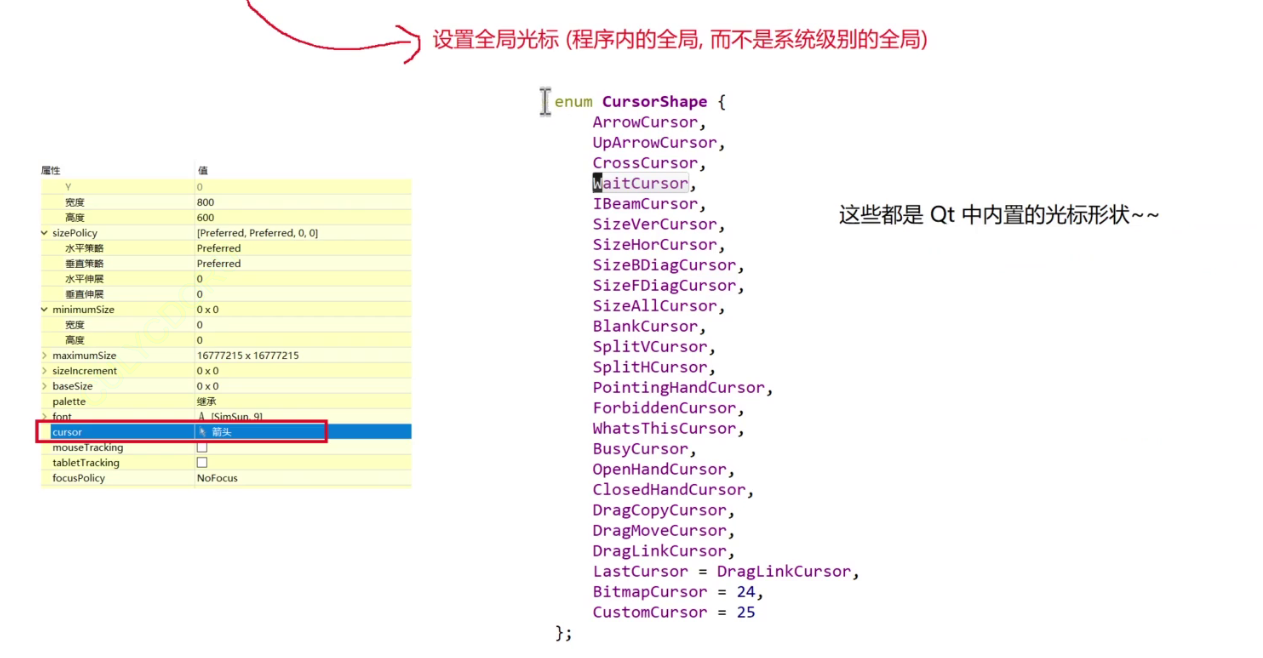 设置全局光标 (程序内的全局, 而不是系统级别的全局)
属性 值
Y 0
宽度 800
高度 600
sizePolicy [Preferred, Preferred, 0, 0]
水平策略 Preferred
垂直策略 Preferred
水平伸展 0
垂直伸展 0
minimumSize 0 x 0
宽度 0
高度 0
maximumSize 16777215 x 16777215
sizeIncrement 0 x 0
baseSize 0 x 0
palette 继承
font A [SimSun, 9]
cursor 箭头
mouseTracking
tabletTracking
focusPolicy NoFocus
enum CursorShape {
ArrowCursor,
UpArrowCursor,
CrossCursor,
WaitCursor,
IBeamCursor,
SizeVerCursor,
SizeHorCursor,
SizeBDiagCursor,
SizeFDiagCursor,
SizeAllCursor,
BlankCursor,
SplitVCursor,
SplitHCursor,
PointingHandCursor,
ForbiddenCursor,
WhatsThisCursor,
BusyCursor,
OpenHandCursor,
ClosedHandCursor,
DragCopyCursor,
DragMoveCursor,
DragLinkCursor,
LastCursor = DragLinkCursor,
BitmapCursor = 24,
CustomCursor = 25
};
这些都是 Qt 中内置的光标形状~~